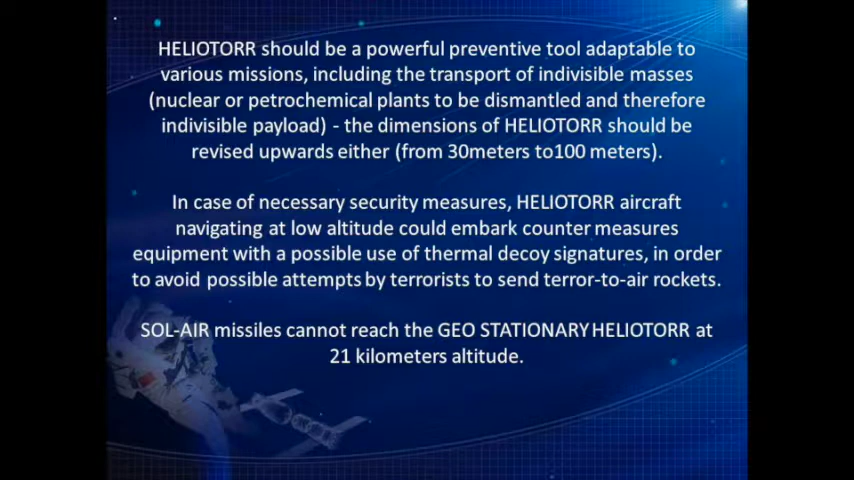 HELIOTORR should be a powerful preventive tool adaptable to
various missions, including the transport of indivisible masses
(nuclear or petrochemical plants to be dismantled and therefore
indivisible payload) - the dimensions of HELIOTORR should be
revised upwards either (from 30meters to100 meters).
In case of necessary security measures, HELIOTORR aircraft
navigating at low altitude could embark counter measures
equipment with a possible use of thermal decoy signatures, in order
to avoid possible attempts by terrorists to send terror-to-air rockets.
SOL-AIR missiles cannot reach the GEO STATIONARY HELIOTORR at
21 kilometers altitude.